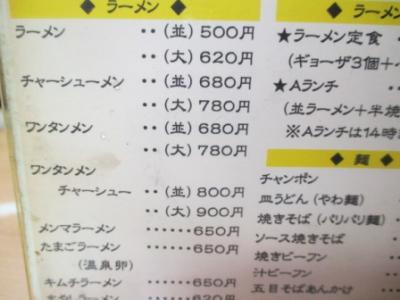 ◆ ラーメン ◆
ラーメン ・・(並) 500円
・・(大) 620円
チャーシューメン ・・(並) 680円
・・(大) 780円
ワンタンメン ・・(並) 680円
・・(大) 780円
ワンタンメン
チャーシュー ・・(並) 800円
・・(大) 900円
メンマラーメン ・・・・・・650円
たまごラーメン ・・・・・・650円
(温泉卵)
キムチラーメン ・・・・・・650円
620円
◆ ラーメン
★ラーメン定食
(ギョーザ3個+
★Aランチ
(並ラーメン+半焼
※Aランチは14時
◆ 麺 ◆
チャンポン
皿うどん (やわ麺)
焼きそば (パリパリ麺)
ソース焼きそば
焼きビーフン
汁ビーフン
五目そばあんかけ